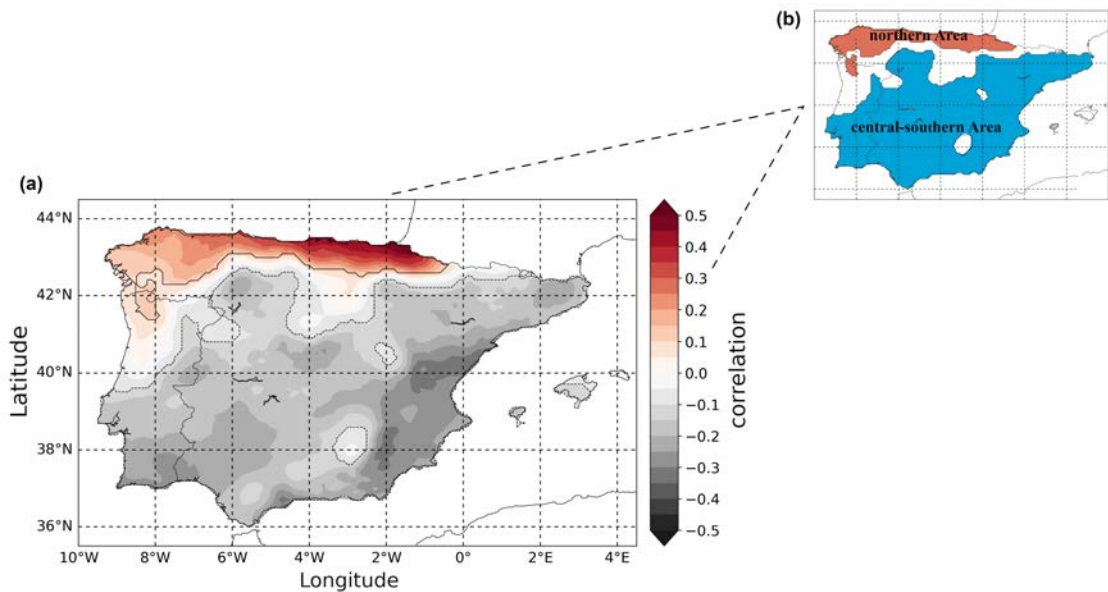 (b)
northern Area
central-southern Area
(a)
44°N
42°N
40°N
38°N
36°N
Latitude
10°W 8°W 6°W 4°W 2°W 0° 2°E 4°E
Longitude
0.5
0.4
0.3
0.2
0.1
0.0
−0.1
−0.2
−0.3
−0.4
−0.5
correlation